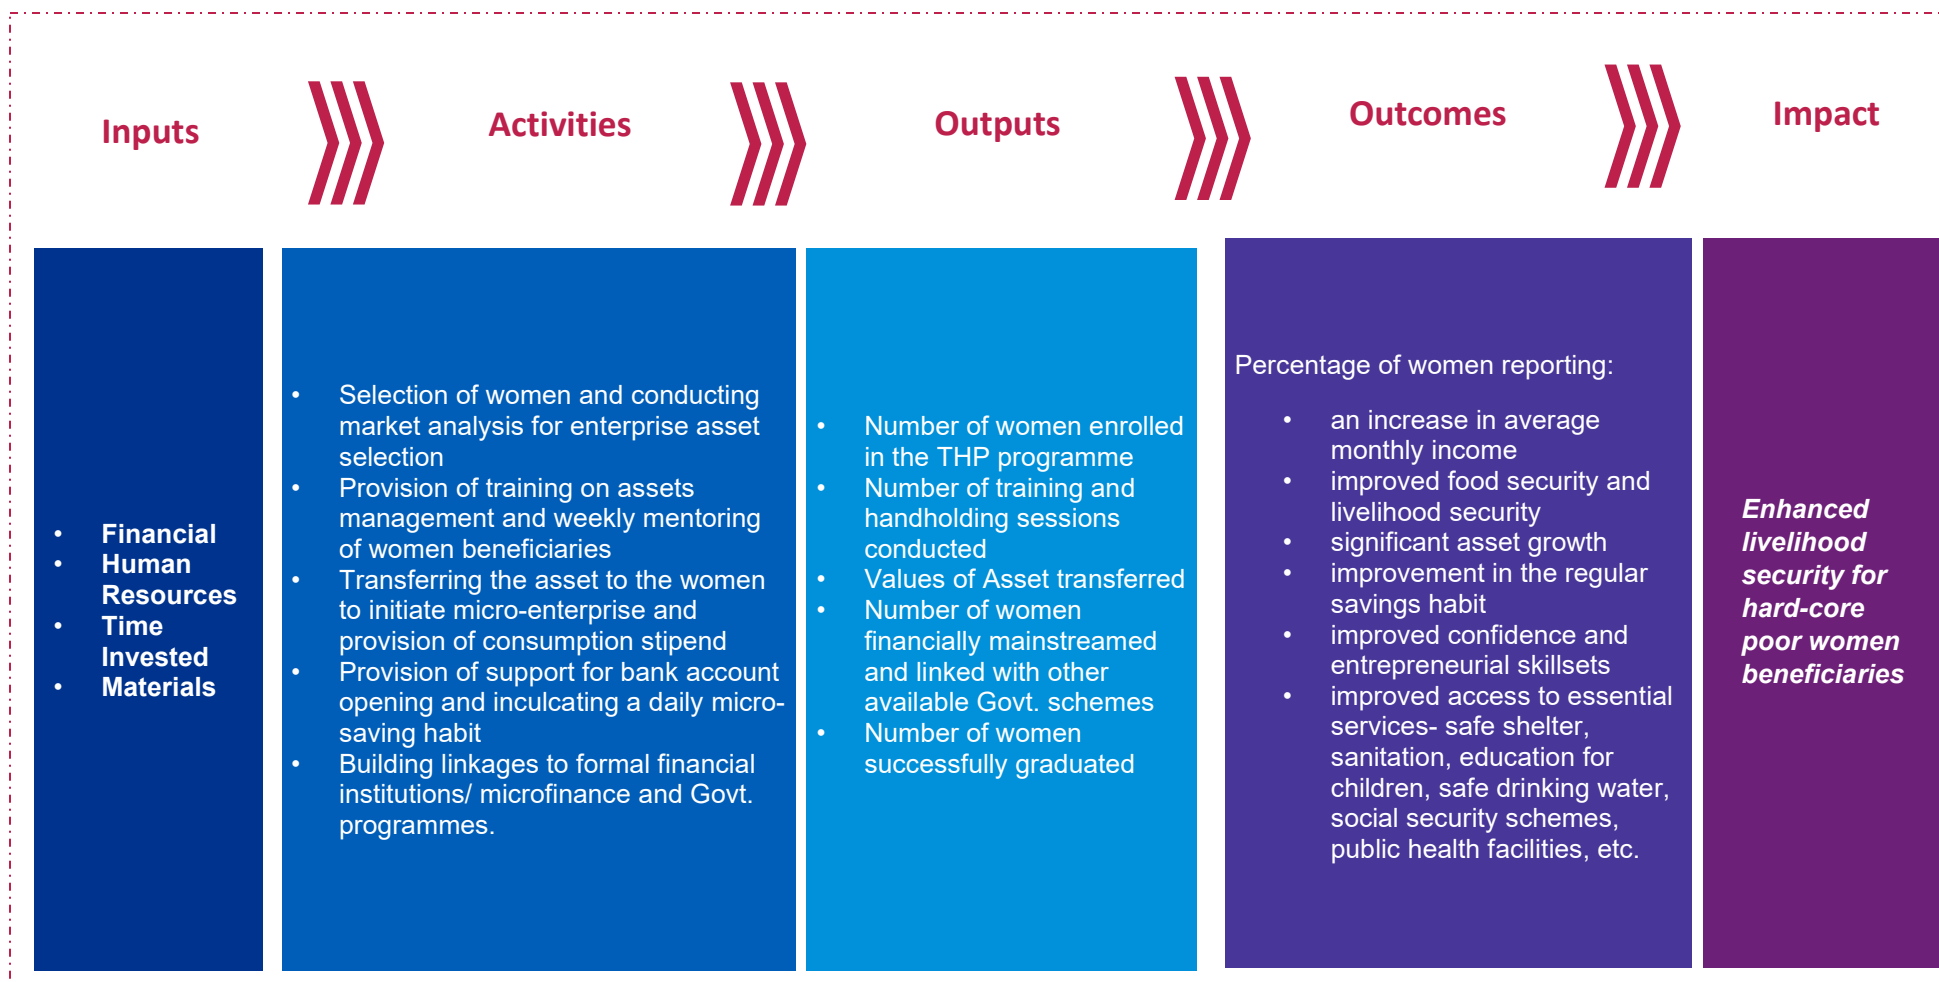 Inputs
Activities
Outputs
Outcomes
Impact
• Financial
• Human
Resources
• Time
Invested
• Materials
• Selection of women and conducting
market analysis for enterprise asset
selection
• Provision of training on assets
management and weekly mentoring
of women beneficiaries
• Transferring the asset to the women
to initiate micro-enterprise and
provision of consumption stipend
• Provision of support for bank account
opening and inculcating a daily micro-
saving habit
• Building linkages to formal financial
institutions/ microfinance and Govt.
programmes.
• Number of women enrolled
in the THP programme
• Number of training and
handholding sessions
conducted
• Values of Asset transferred
• Number of women
financially mainstreamed
and linked with other
available Govt. schemes
• Number of women
successfully graduated
Percentage of women reporting:
• an increase in average
monthly income
• improved food security and
livelihood security
• significant asset growth
• improvement in the regular
savings habit
• improved confidence and
entrepreneurial skillsets
• improved access to essential
services- safe shelter,
sanitation, education for
children, safe drinking water,
social security schemes,
public health facilities, etc.
Enhanced
livelihood
security for
hard-core
poor women
beneficiaries